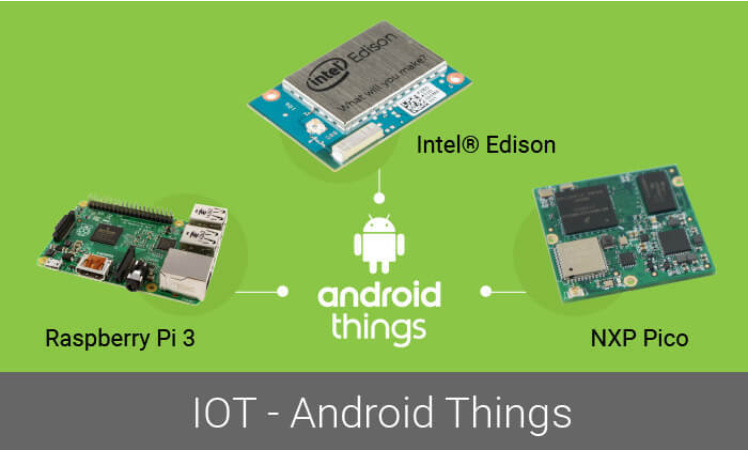 intel Edison
What will you make?
Intel® Edison
android
things
Raspberry Pi 3
NXP Pico
IOT - Android Things